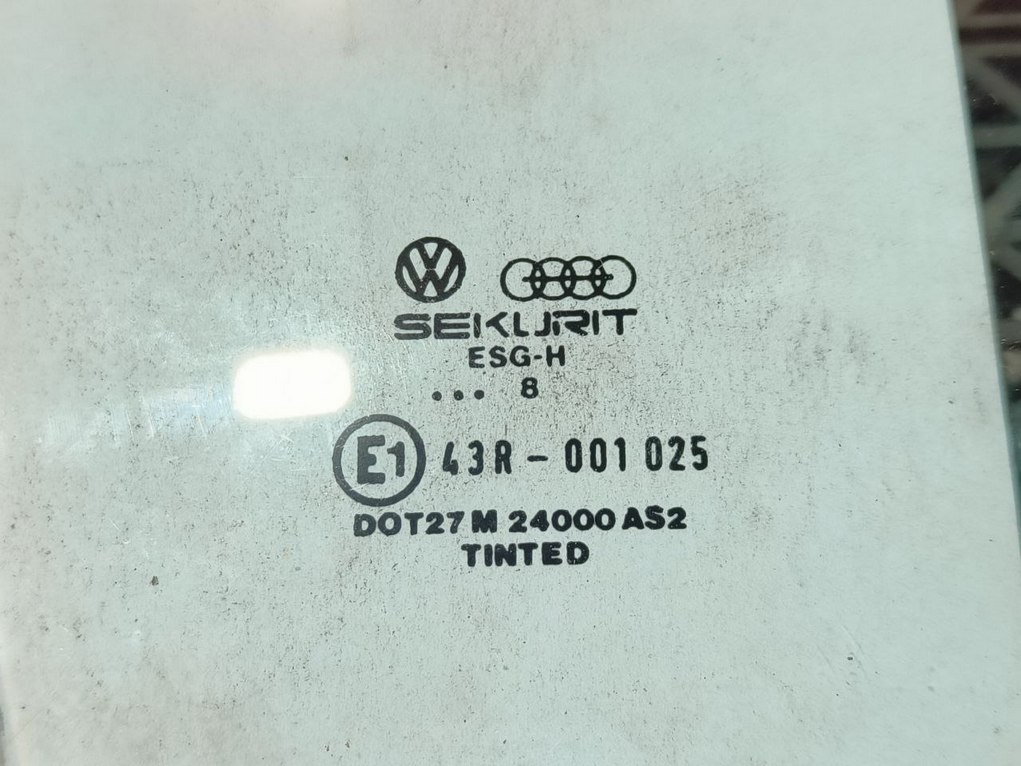 SEKURIT
ESG-H
... 8
E1 43R - 001 025
DOT27 M 24000 AS2
TINTED